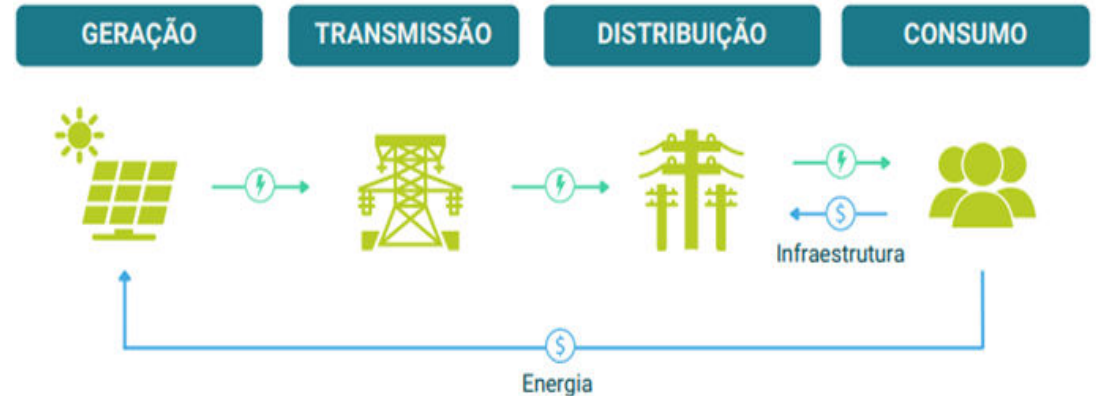 GERAÇÃO
TRANSMISSÃO
DISTRIBUIÇÃO
CONSUMO
$
Infraestrutura
$
Energia